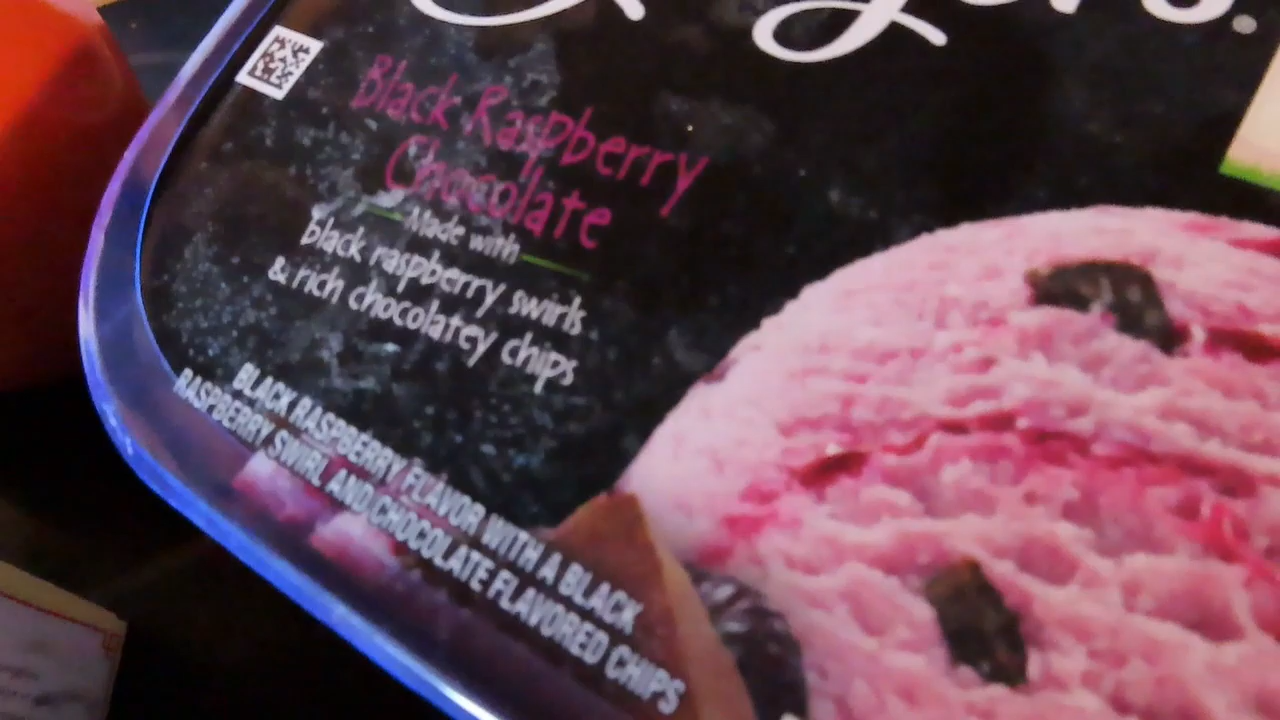 Black Raspberry
Chocolate
Made with
black raspberry swirls
& rich chocolatey chips
BLACK RASPBERRY FLAVOR WITH A BLACK
RASPBERRY SWIRL AND CHOCOLATE FLAVORED CHIPS